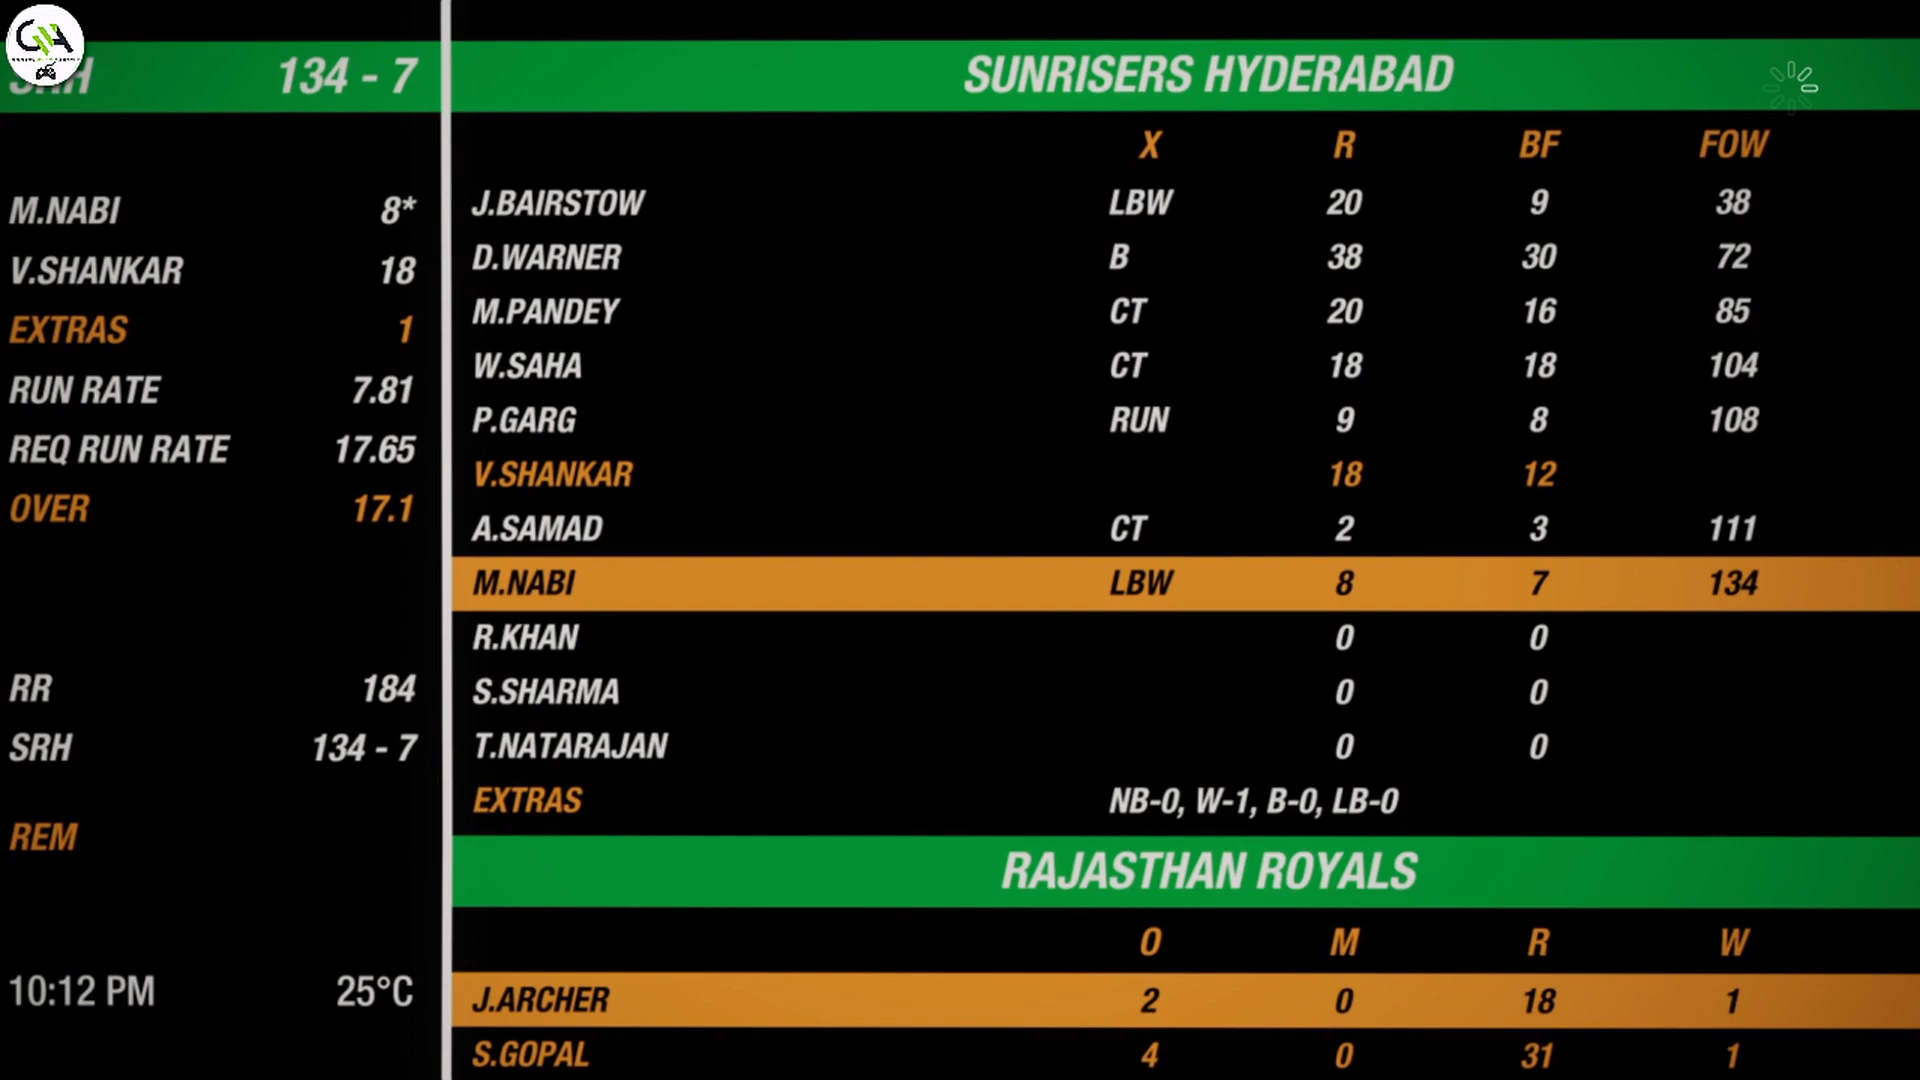 SRH 134 - 7
M.NABI 8*
V.SHANKAR 18
EXTRAS 1
RUN RATE 7.81
REQ RUN RATE 17.65
OVER 17.1
RR 184
SRH 134 - 7
REM
10:12 PM 25°C
SUNRISERS HYDERABAD
X R BF FOW
J.BAIRSTOW LBW 20 9 38
D.WARNER B 38 30 72
M.PANDEY CT 20 16 85
W.SAHA CT 18 18 104
P.GARG RUN 9 8 108
V.SHANKAR 18 12
A.SAMAD CT 2 3 111
M.NABI LBW 8 7 134
R.KHAN 0 0
S.SHARMA 0 0
T.NATARAJAN 0 0
EXTRAS NB-0, W-1, B-0, LB-0
RAJASTHAN ROYALS
O M R W
J.ARCHER 2 0 18 1
S.GOPAL 4 0 31 1